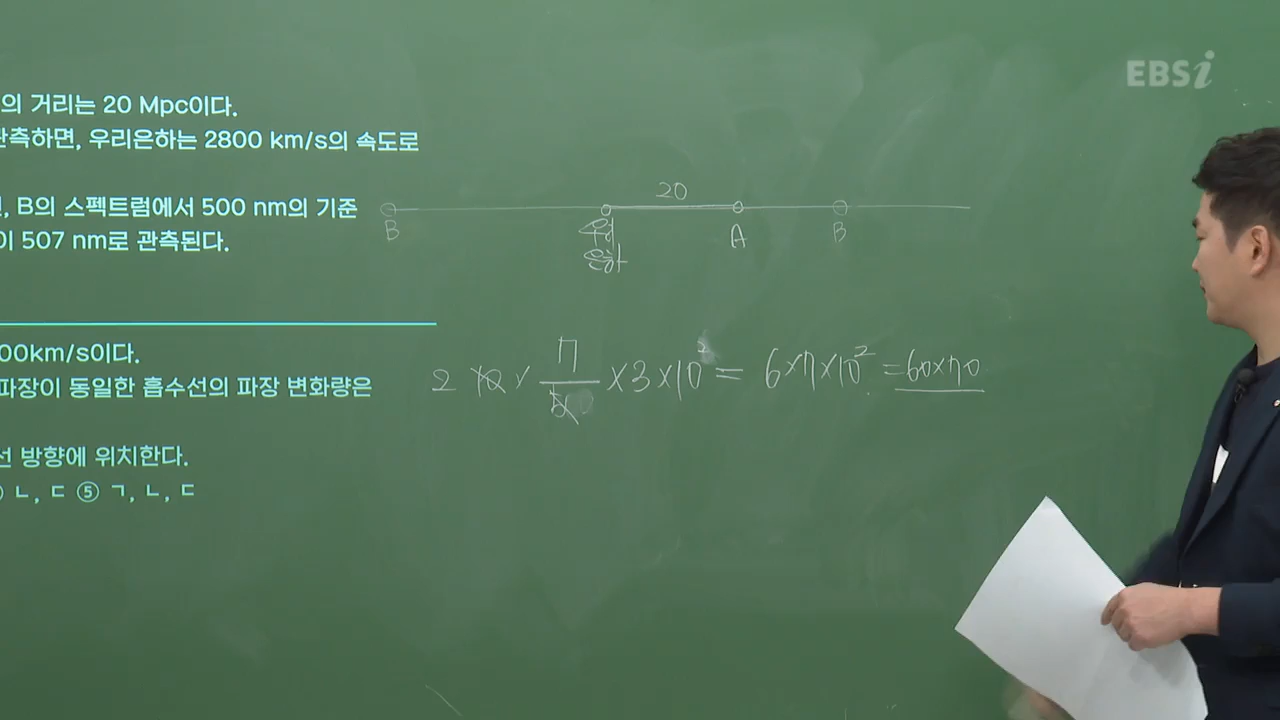 EBSi
의 거리는 20 Mpc이다.
관측하면, 우리은하는 2800 km/s의 속도로
B의 스펙트럼에서 500 nm의 기준
이 507 nm로 관측된다.
00km/s이다.
파장이 동일한 흡수선의 파장 변화량은
선 방향에 위치한다.
ㄴ, ㄷ ⑤ ㄱ, ㄴ, ㄷ
20
B 우리 은하 A B
6×7×10² = 60×70